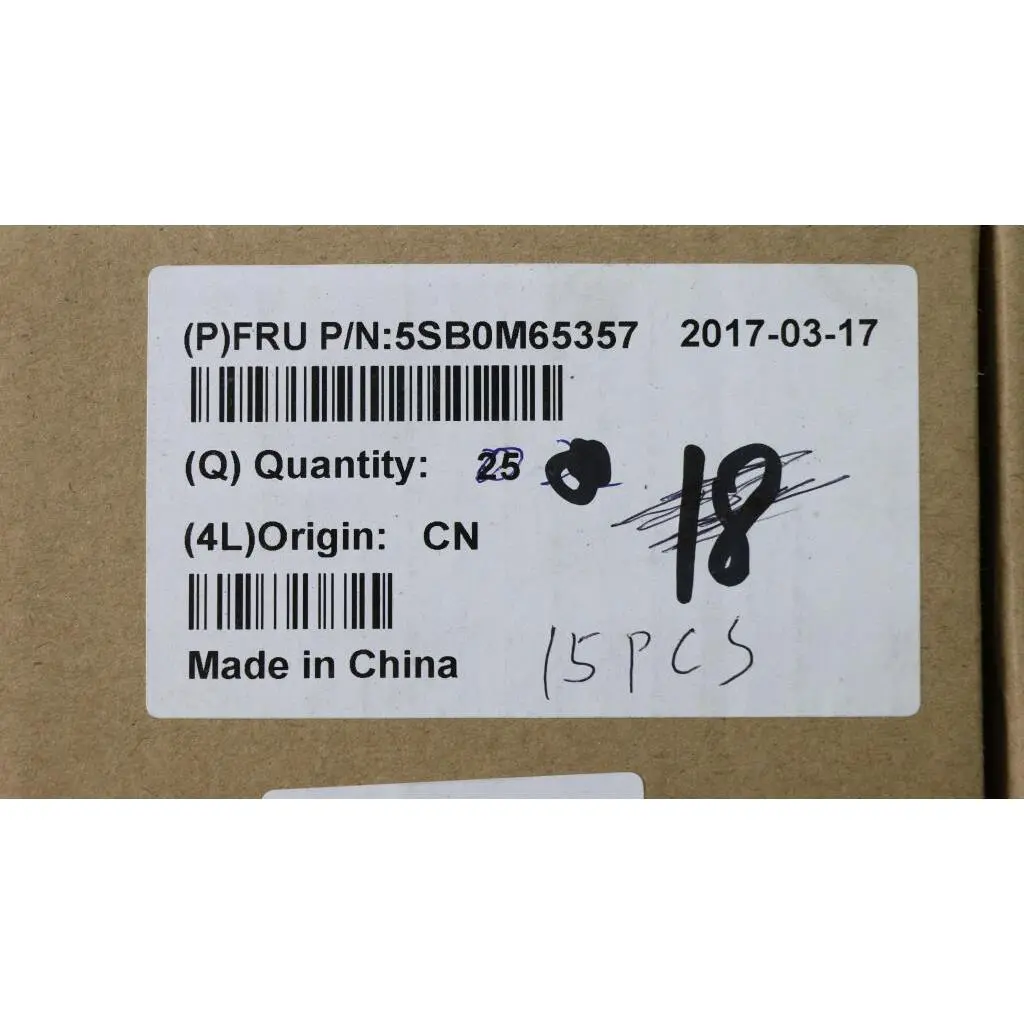 (P)FRU P/N:5SB0M65357 2017-03-17
(Q) Quantity: 25
18
(4L)Origin: CN
Made in China
15PCS